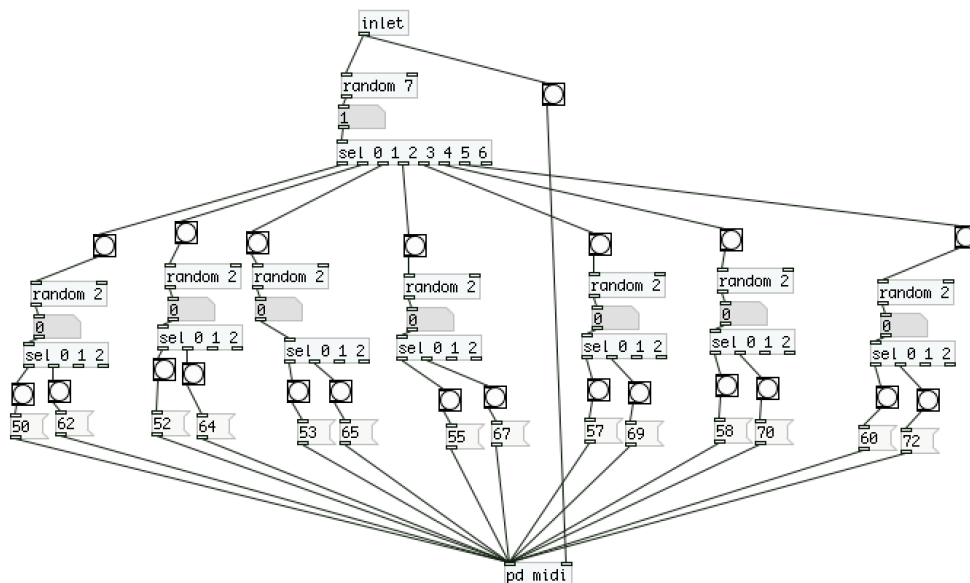 inlet
random 7
1
sel 0 1 2 3 4 5 6
random 2
0
sel 0 1 2
50
62
random 2
0
sel 0 1 2
52
64
random 2
0
sel 0 1 2
53
65
random 2
0
sel 0 1 2
55
67
random 2
0
sel 0 1 2
57
69
random 2
0
sel 0 1 2
58
70
random 2
0
sel 0 1 2
60
72
pd midi